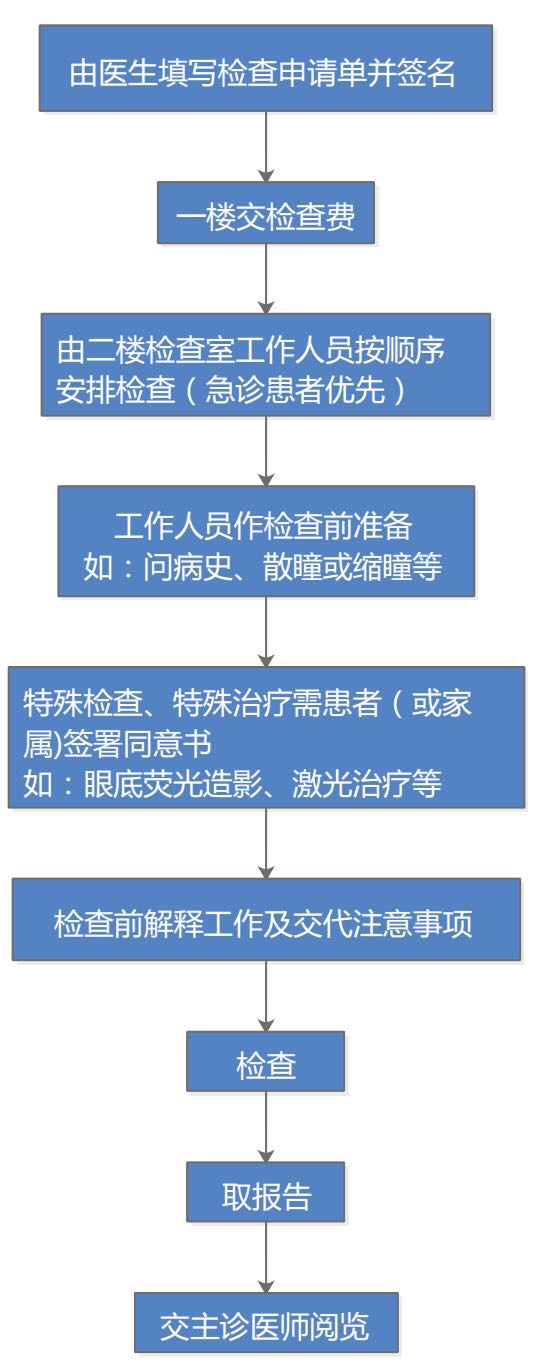 由医生填写检查申请单并签名
一楼交检查费
由二楼检查室工作人员按顺序
安排检查（急诊患者优先）
工作人员作检查前准备
如：问病史、散瞳或缩瞳等
特殊检查、特殊治疗需患者（或家
属)签署同意书
如：眼底荧光造影、激光治疗等
检查前解释工作及交代注意事项
检查
取报告
交主诊医师阅览